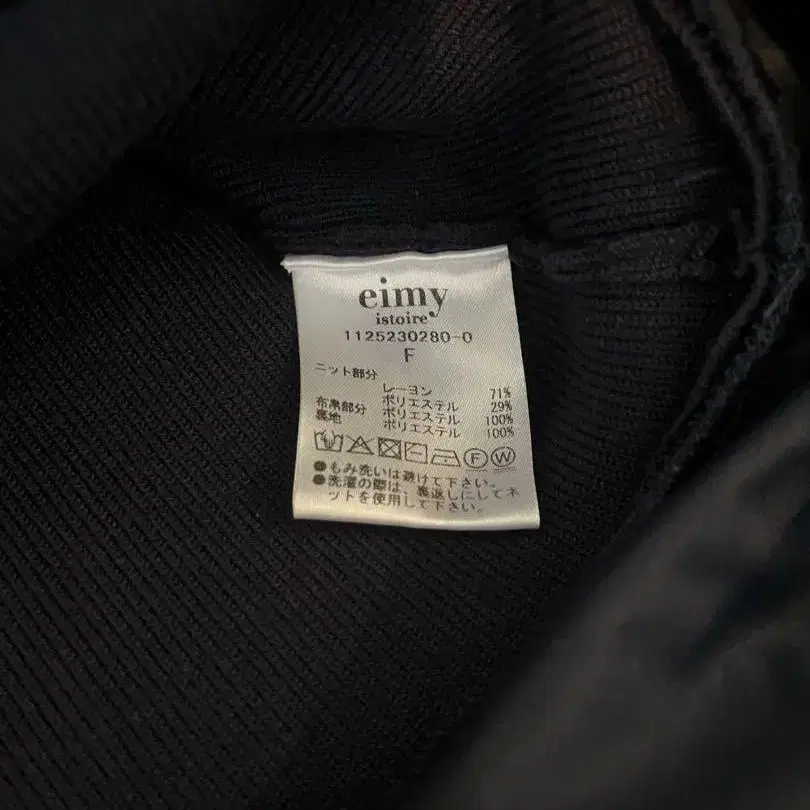 eimy
istoire
1125230280-0
F
ニット部分
レーヨン 71%
ポリエステル 29%
布帛部分 ポリエステル 100%
裏地 ポリエステル 100%
F W
●もみ洗いは避けて下さい。
●洗濯の際は、裏返しにしてネ
ットを使用して下さい。